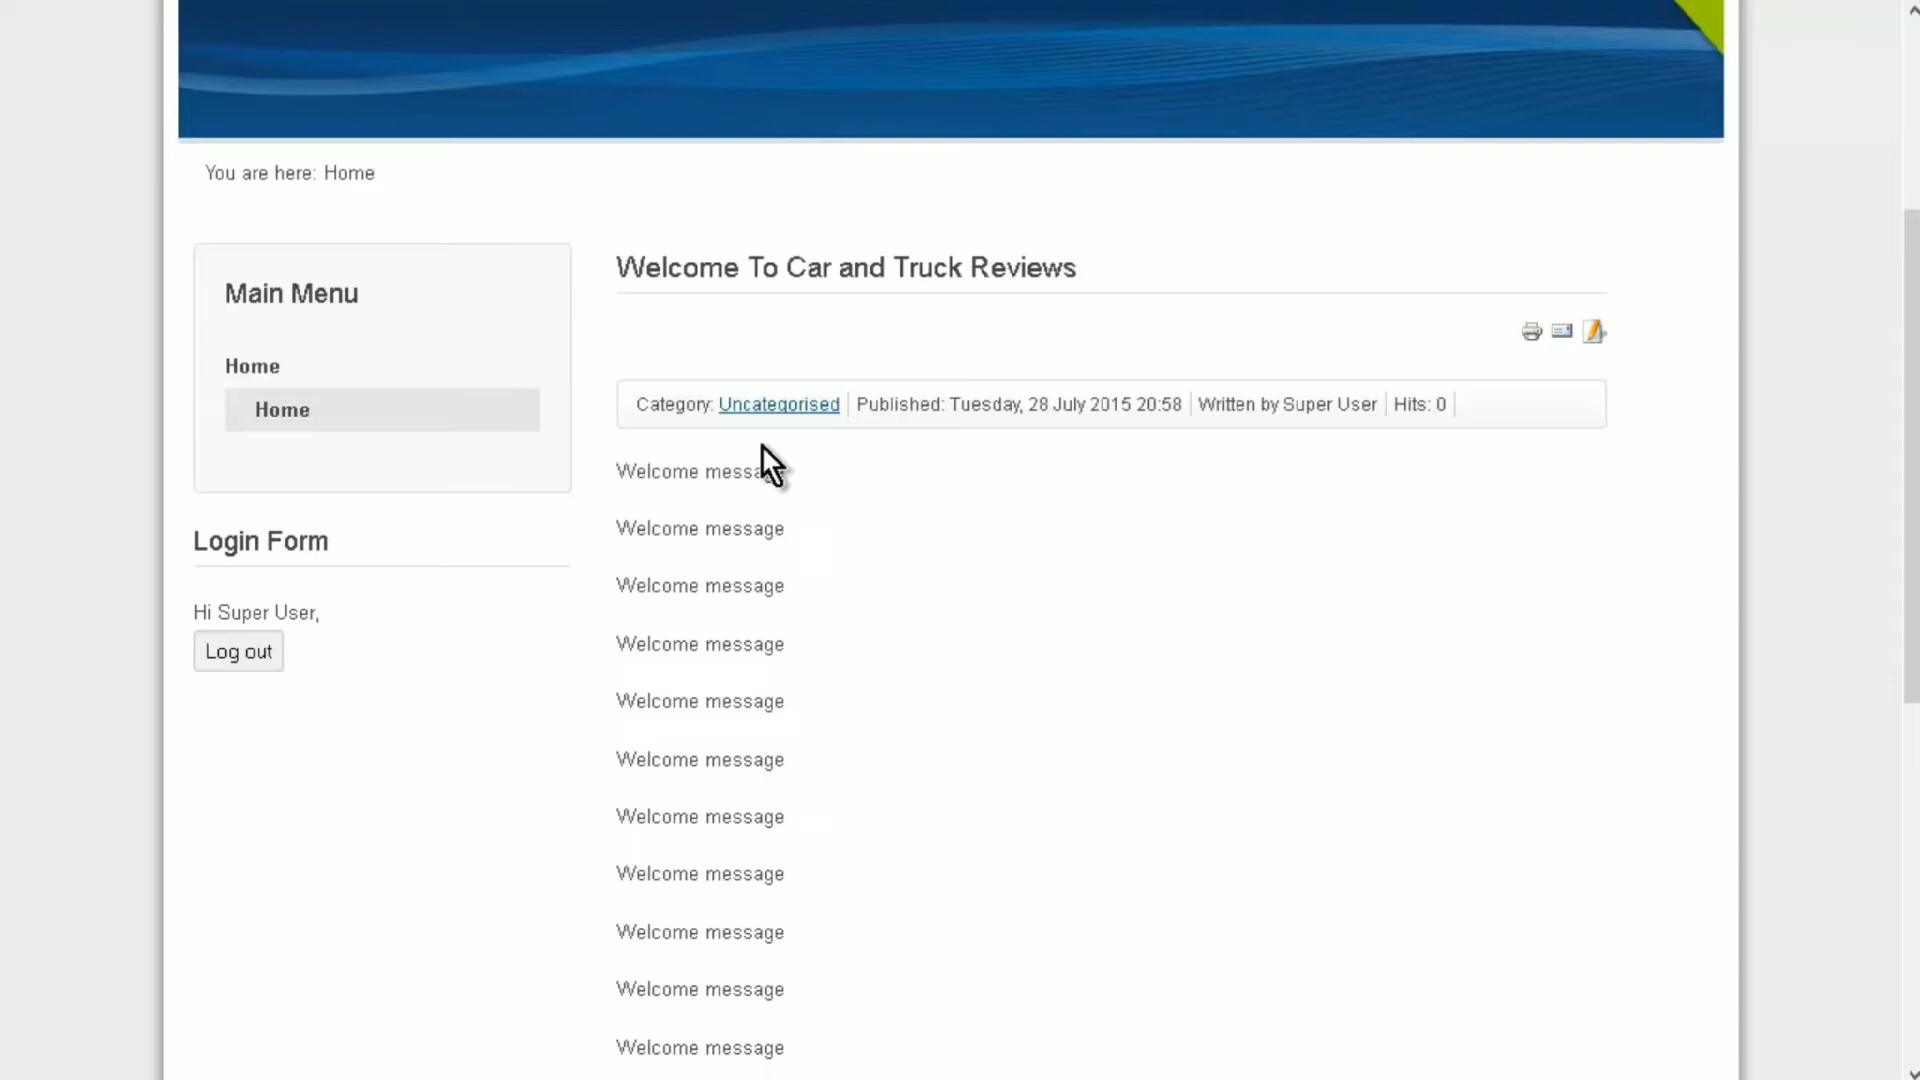 You are here: Home
Main Menu
Home
Home
Login Form
Hi Super User,
Log out
Welcome To Car and Truck Reviews
Category: Uncategorised Published: Tuesday, 28 July 2015 20:58 Written by Super User Hits: 0
Welcome message
Welcome message
Welcome message
Welcome message
Welcome message
Welcome message
Welcome message
Welcome message
Welcome message
Welcome message
Welcome message